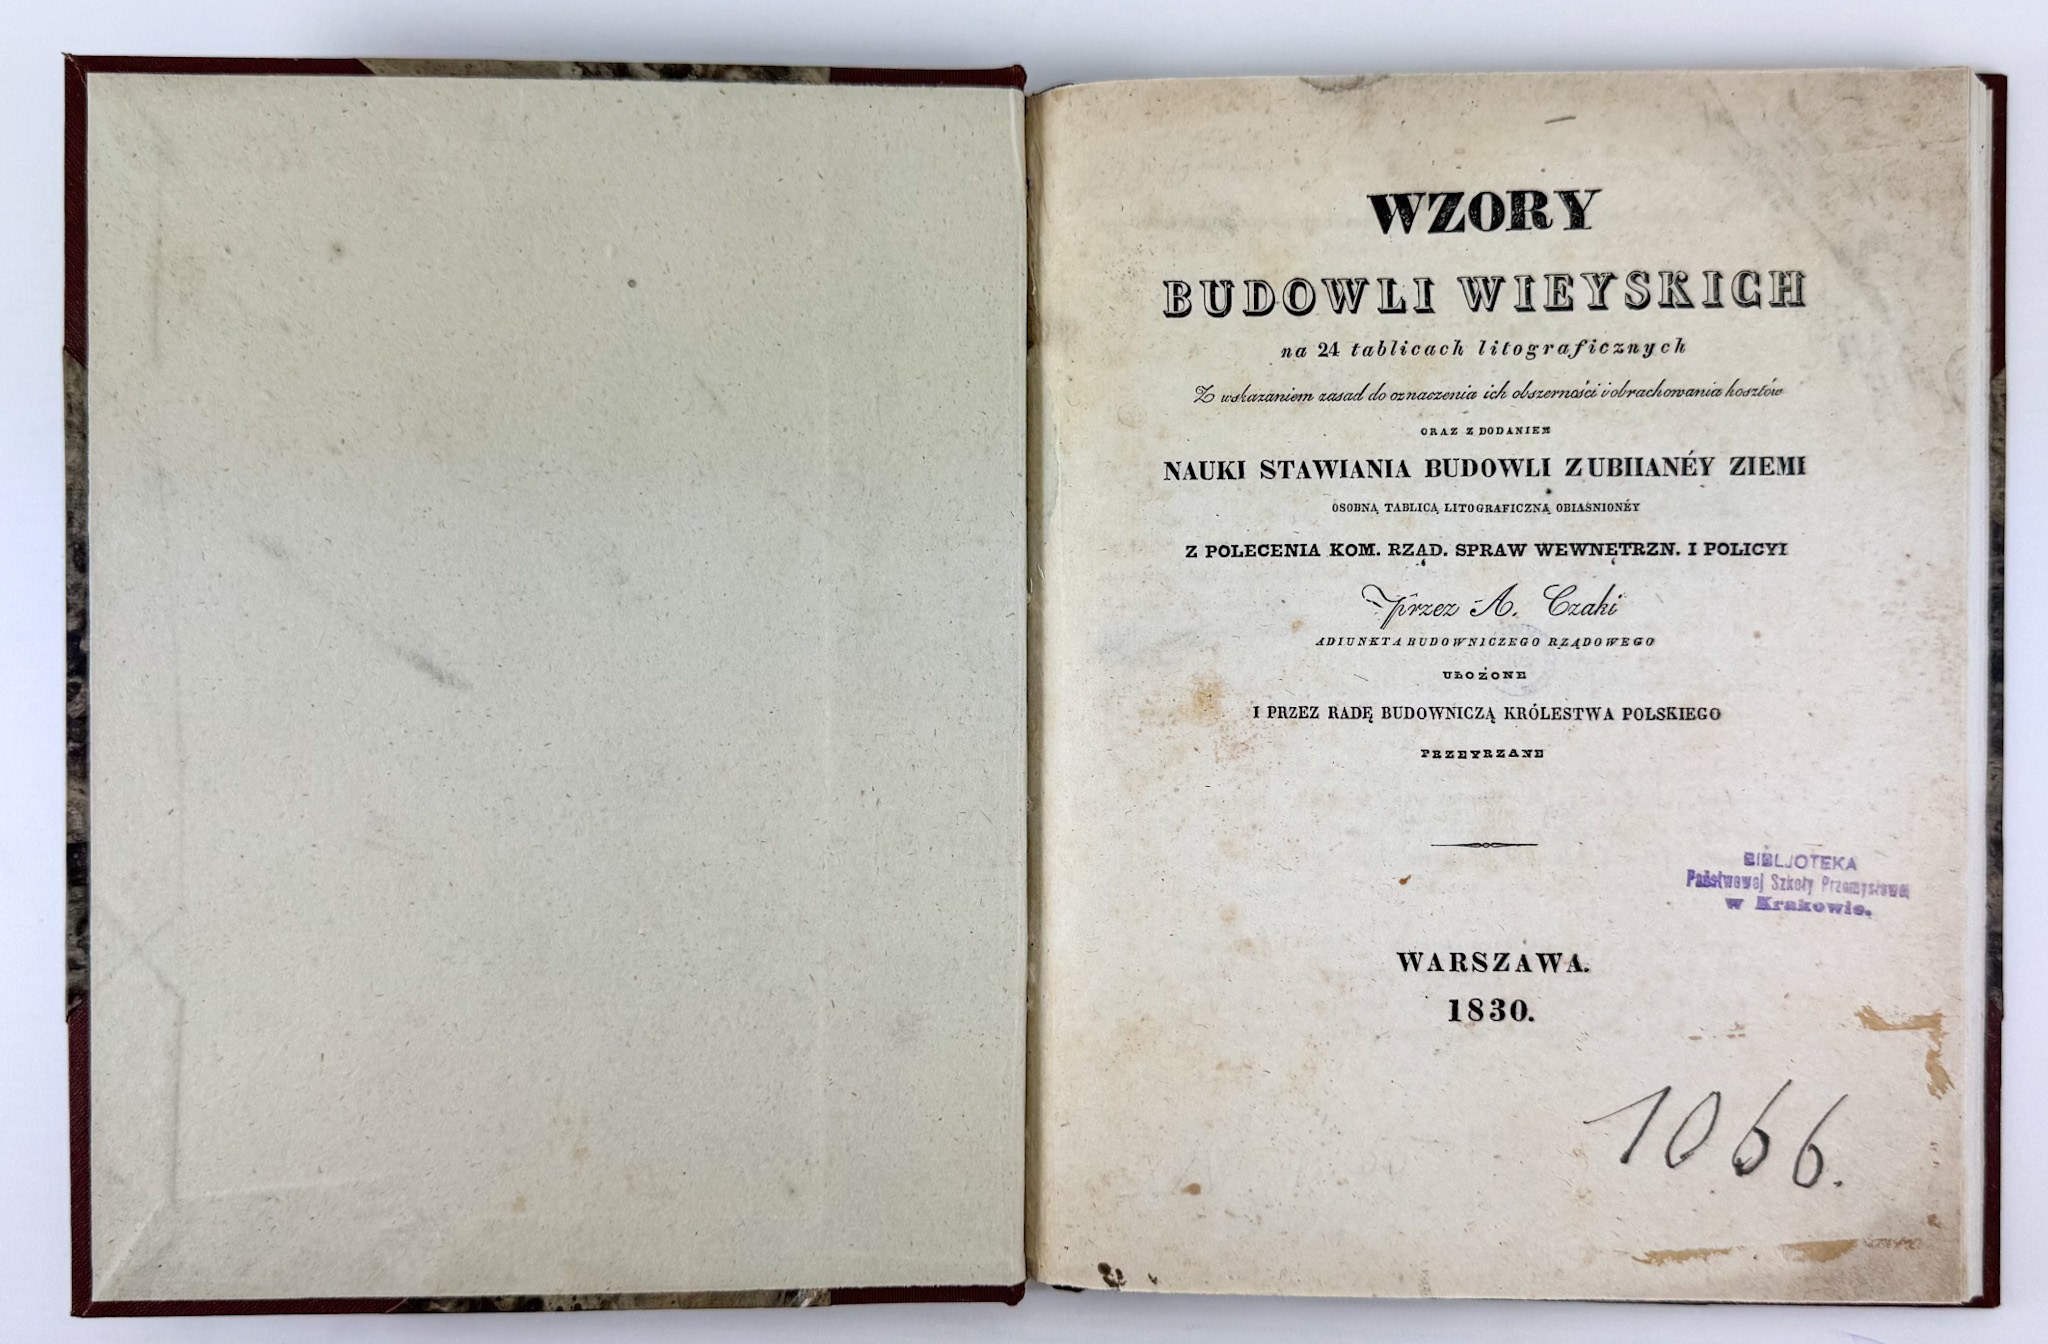 WZORY
BUDOWLI WIEYSKICH
na 24 tablicach litograficznych
Z wskazaniem zasad do oznaczenia ich obszerności i obrachowania kosztów
ORAZ Z DODANIEM
NAUKI STAWIANIA BUDOWLI Z UBIIANÉY ZIEMI
OSOBNĄ TABLICĄ LITOGRAFICZNĄ OBIAŚNIONÉY
Z POLECENIA KOM. RZĄD. SPRAW WEWNĘTRZN. I POLICYI
Przez A. Czaki
ADIUNKTA BUDOWNICZEGO RZĄDOWEGO
UŁOŻONE
I PRZEZ RADĘ BUDOWNICZĄ KRÓLESTWA POLSKIEGO
PRZEYRZANE
BIBLJOTEKA
Państwowej Szkoły Przemysłowej
w Krakowie.
WARSZAWA.
1830.
1066.